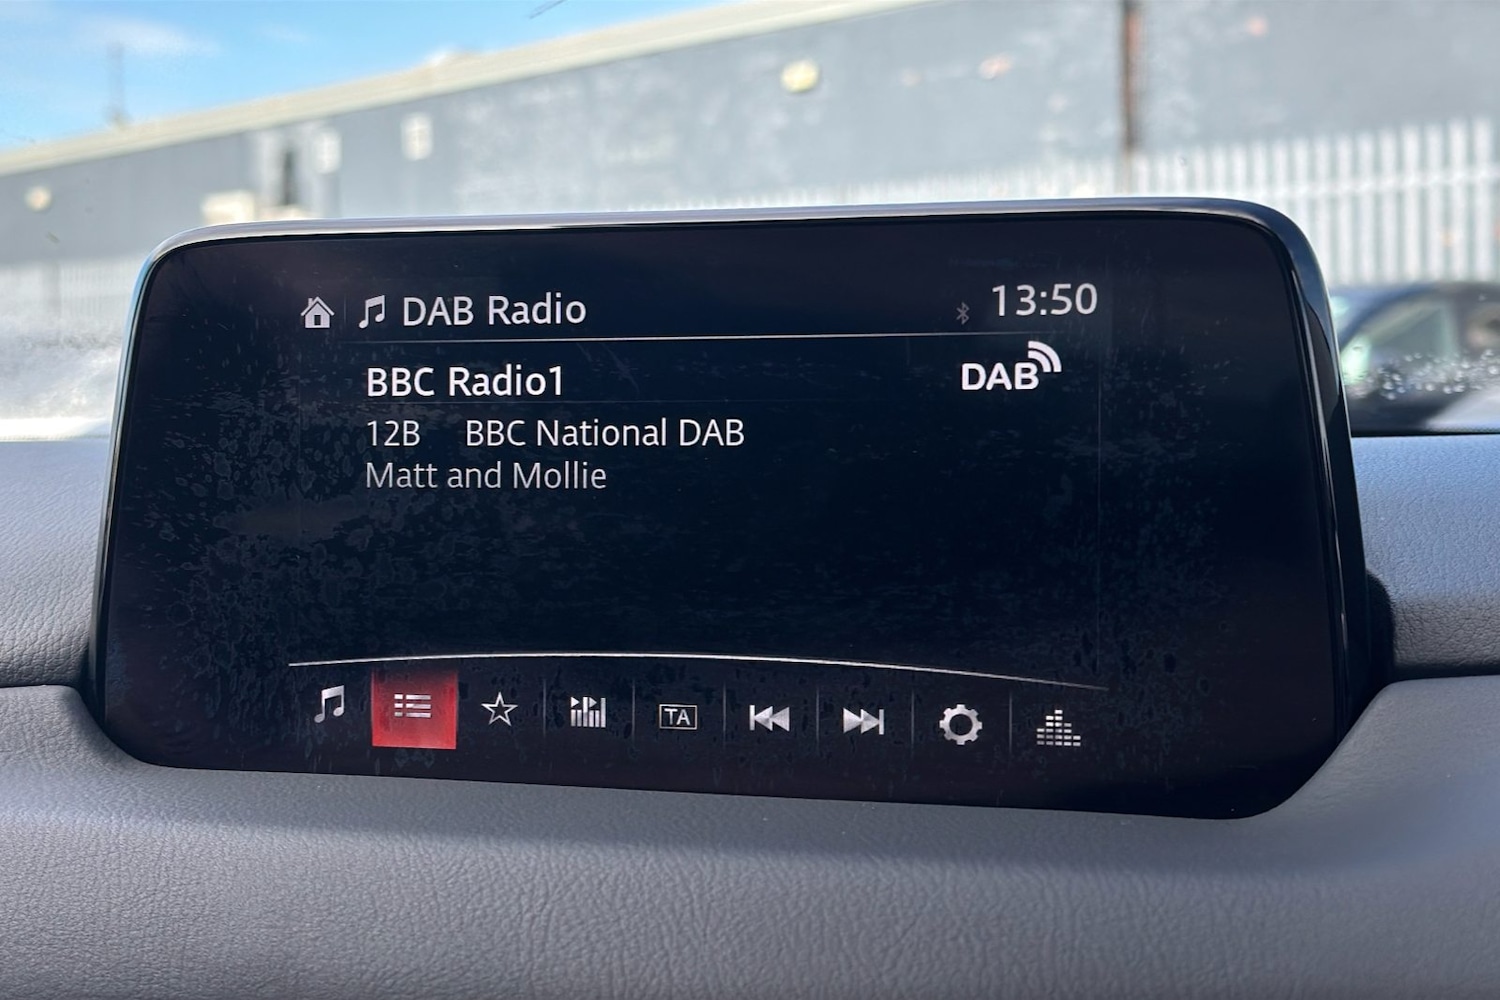 DAB Radio 13:50
BBC Radio1 DAB
12B BBC National DAB
Matt and Mollie
TA